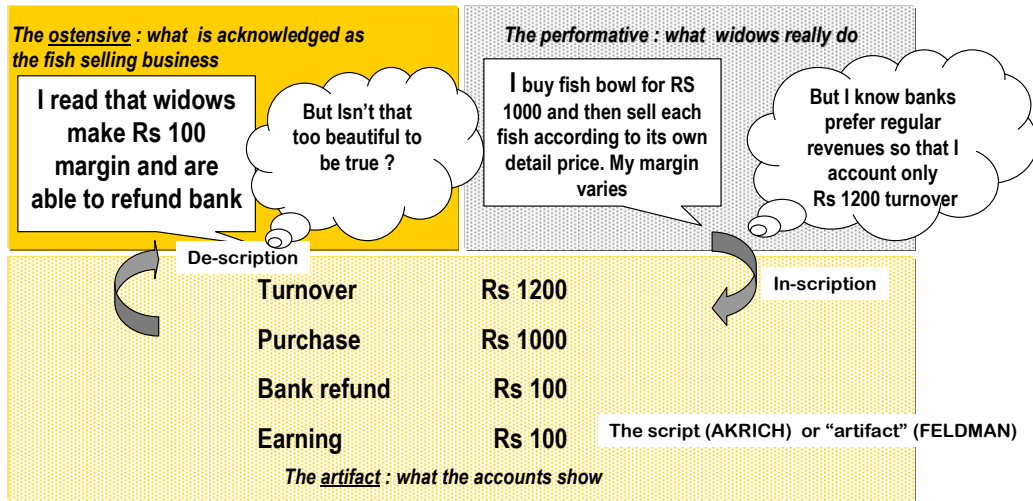 The ostensive : what is acknowledged as
the fish selling business
I read that widows
make Rs 100
margin and are
able to refund bank
But Isn't that
too beautiful to
be true ?
The performative : what widows really do
I buy fish bowl for RS
1000 and then sell each
fish according to its own
detail price. My margin
varies
But I know banks
prefer regular
revenues so that I
account only
Rs 1200 turnover
De-scription
In-scription
Turnover Rs 1200
Purchase Rs 1000
Bank refund Rs 100
Earning Rs 100
The script (AKRICH) or “artifact” (FELDMAN)
The artifact : what the accounts show